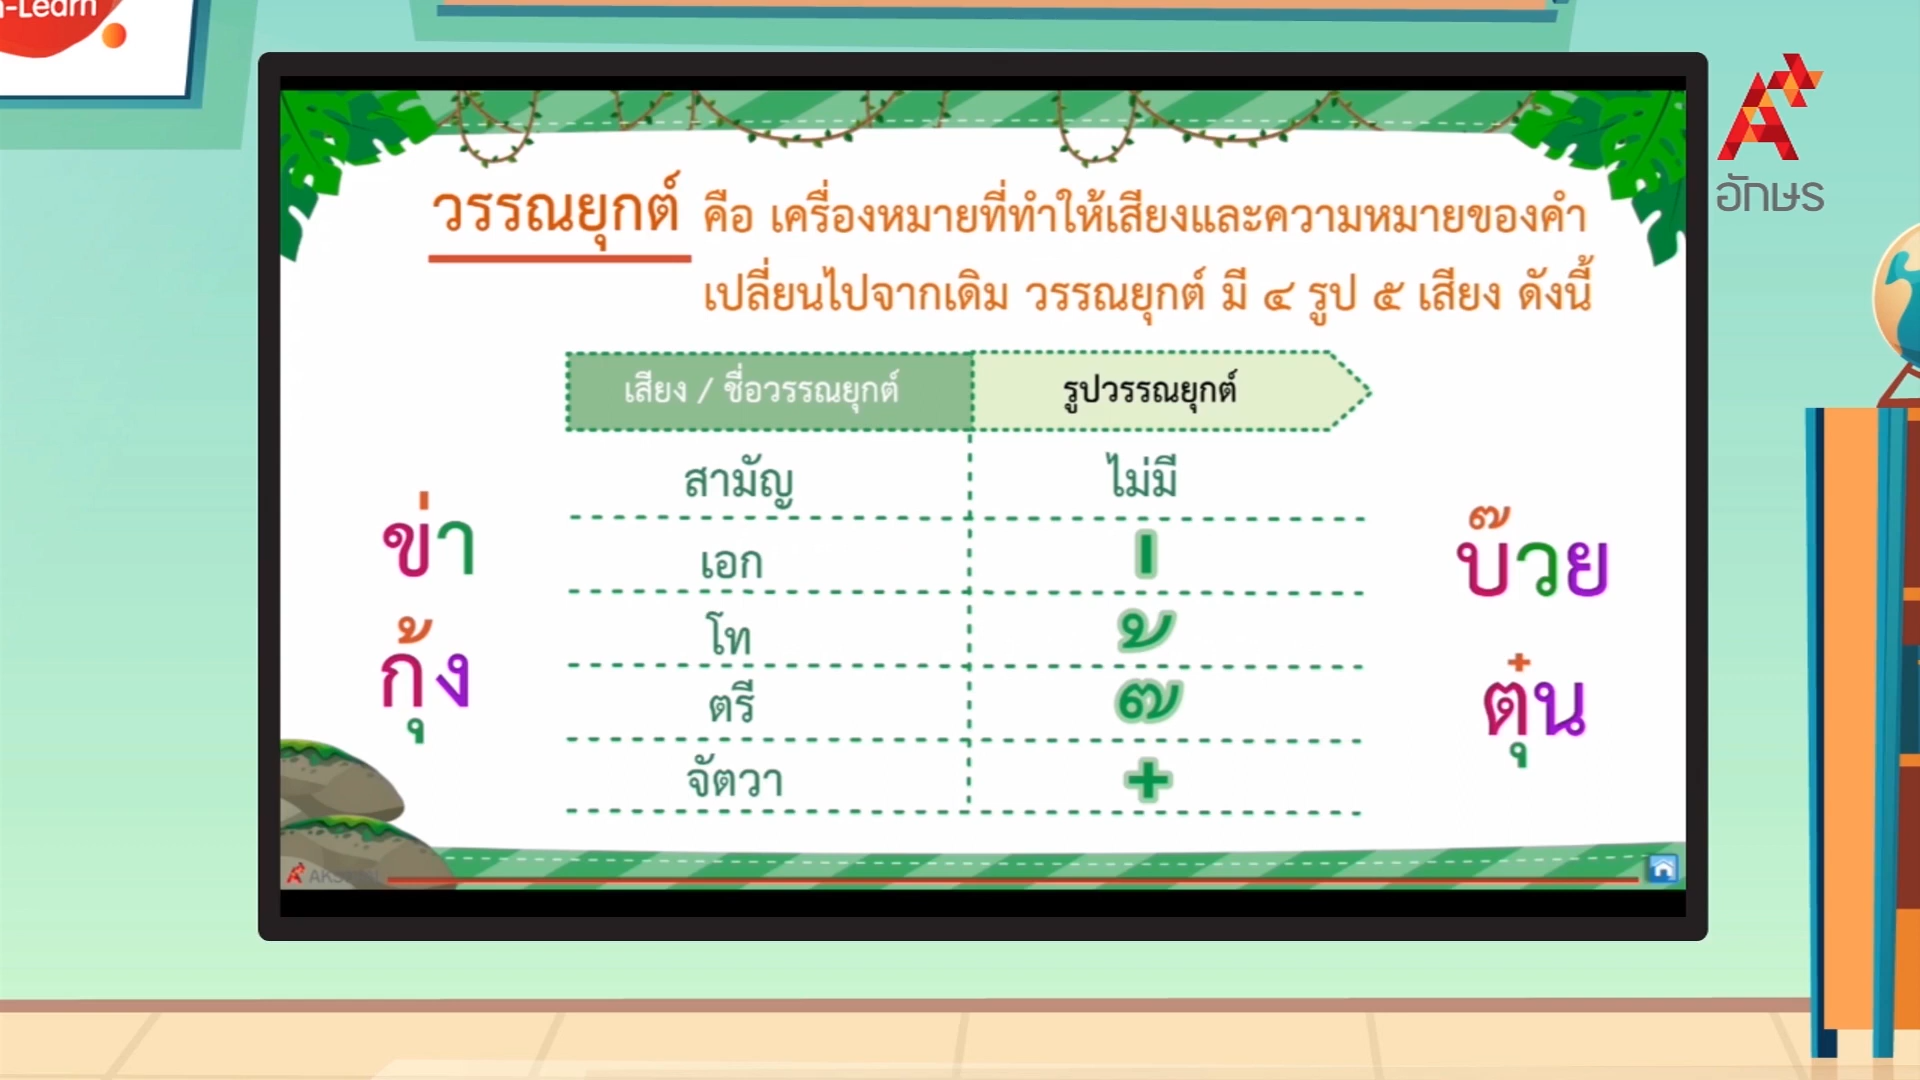 -Learn
อักษร
วรรณยุกต์ คือ เครื่องหมายที่ทำให้เสียงและความหมายของคำ
เปลี่ยนไปจากเดิม วรรณยุกต์ มี ๔ รูป ๕ เสียง ดังนี้
เสียง / ชื่อวรรณยุกต์ รูปวรรณยุกต์
สามัญ ไม่มี
เอก ่
โท ้
ตรี ๊
จัตวา ๋
ข่า
กุ้ง
บ๊วย
ตุ๋น